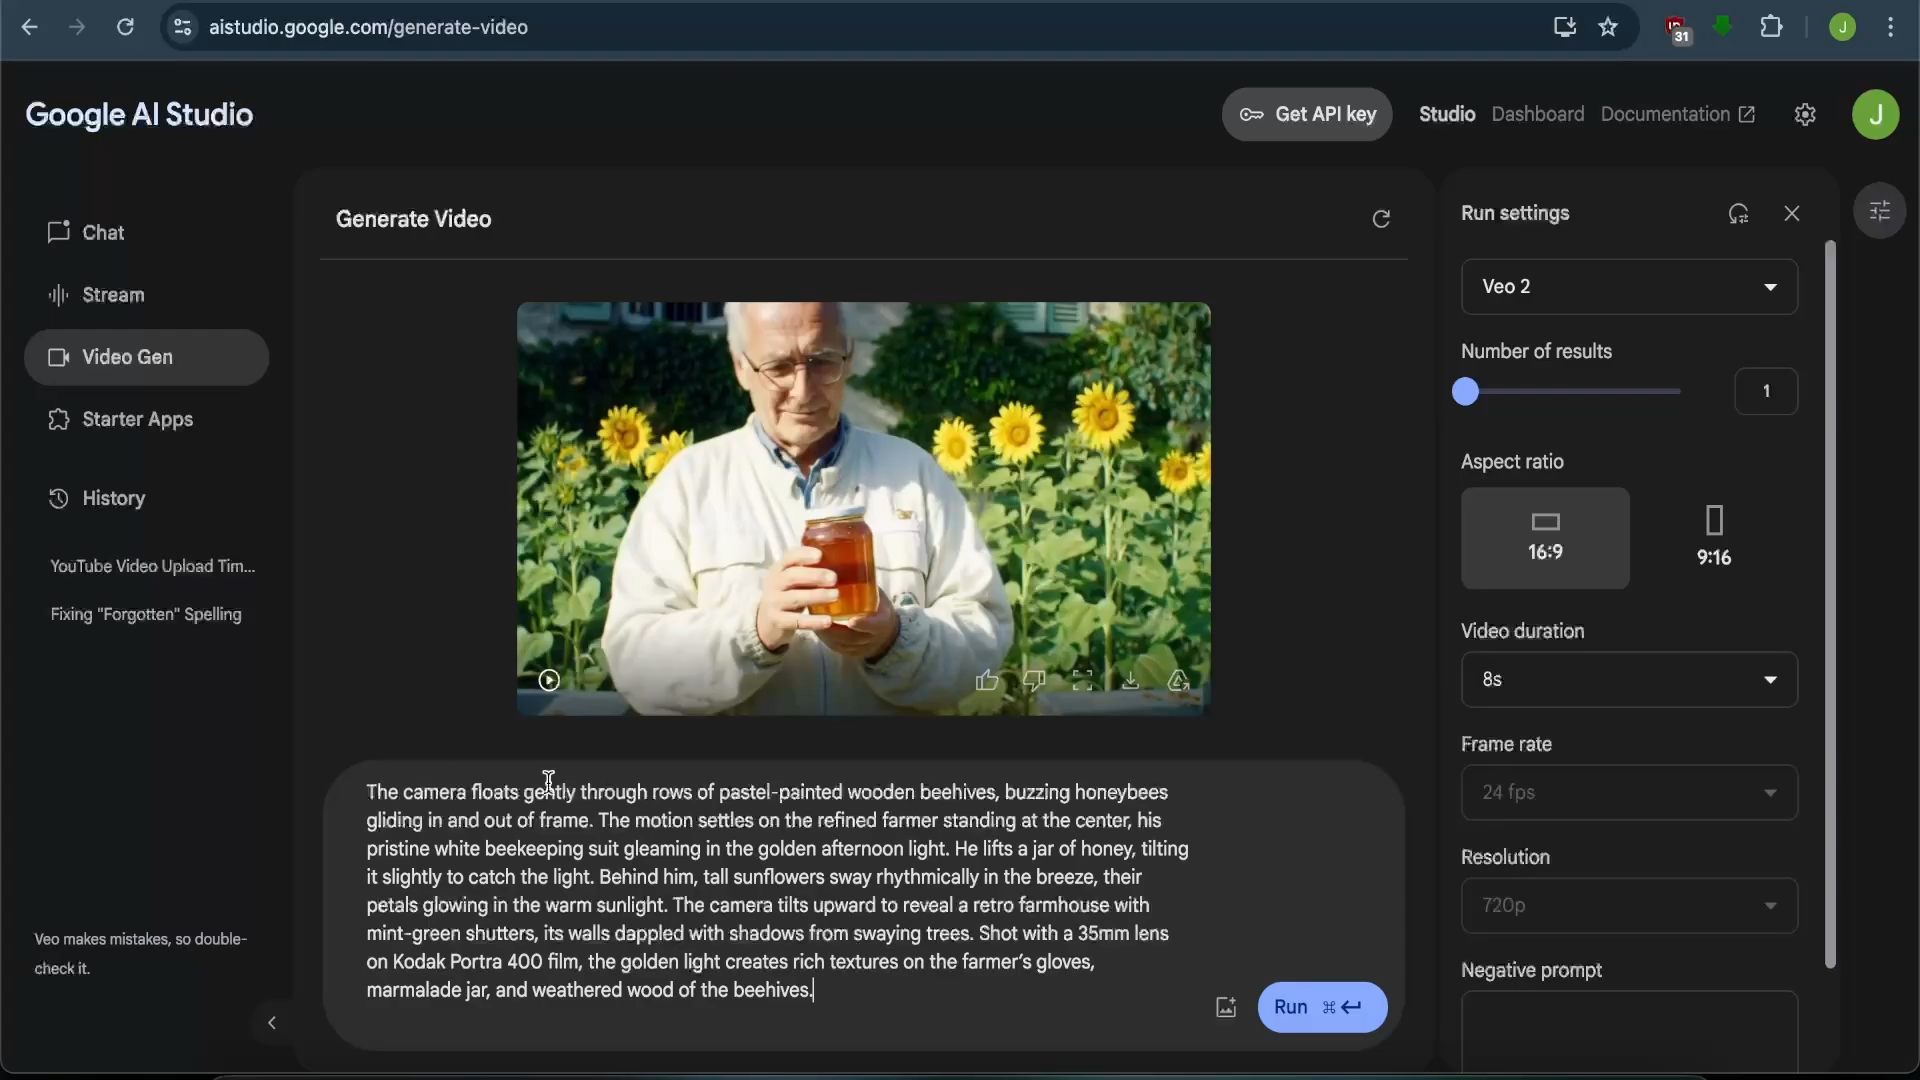 aistudio.google.com/generate-video
31
J
Google AI Studio
Get API key
Studio
Dashboard
Documentation
J
Chat
Stream
Video Gen
Starter Apps
History
YouTube Video Upload Tim...
Fixing "Forgotten" Spelling
Veo makes mistakes, so double-
check it.
Generate Video
The camera floats gently through rows of pastel-painted wooden beehives, buzzing honeybees
gliding in and out of frame. The motion settles on the refined farmer standing at the center, his
pristine white beekeeping suit gleaming in the golden afternoon light. He lifts a jar of honey, tilting
it slightly to catch the light. Behind him, tall sunflowers sway rhythmically in the breeze, their
petals glowing in the warm sunlight. The camera tilts upward to reveal a retro farmhouse with
mint-green shutters, its walls dappled with shadows from swaying trees. Shot with a 35mm lens
on Kodak Portra 400 film, the golden light creates rich textures on the farmer's gloves,
marmalade jar, and weathered wood of the beehives.
Run ⌘ ↵
Run settings
Veo 2
Number of results
1
Aspect ratio
16:9
9:16
Video duration
8s
Frame rate
24 fps
Resolution
720p
Negative prompt